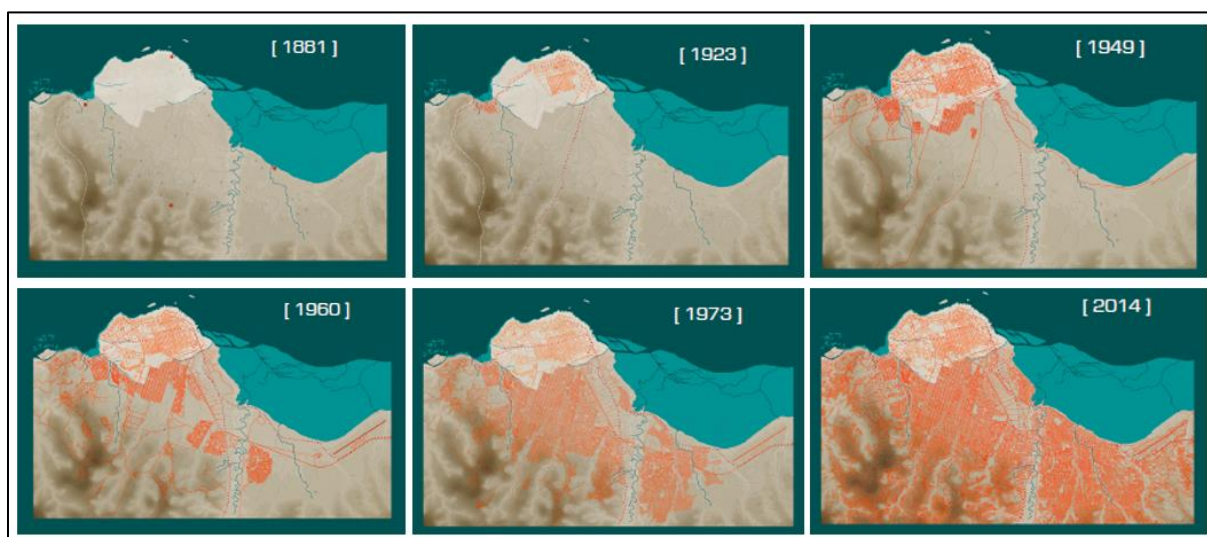 [ 1881 ]
[ 1923 ]
[ 1949 ]
[ 1960 ]
[ 1973 ]
[ 2014 ]